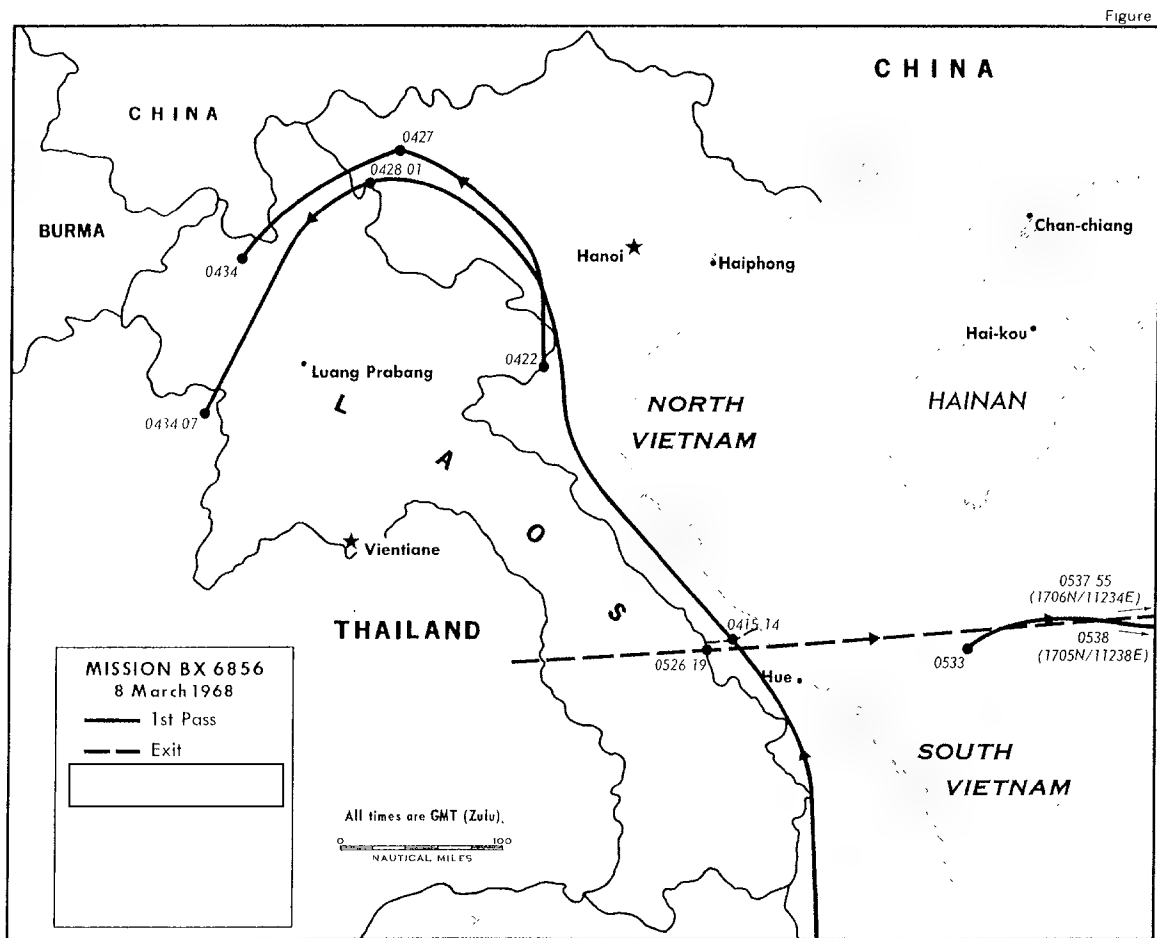 Figure
CHINA
CHINA
0427
0428 01
BURMA
Chan-chiang
Hanoi
Haiphong
0434
Hai-kou
0422
Luang Prabang
L
NORTH
VIETNAM
HAINAN
0434 07
A
O
Vientiane
0537 55
(1706N/11234E)
S
THAILAND
0415.14
0538
(1705N/11238E)
0526 19
0533
Hue
MISSION BX 6856
8 March 1968
1st Pass
Exit
SOUTH
VIETNAM
All times are GMT (Zulu).
0 100
NAUTICAL MILES